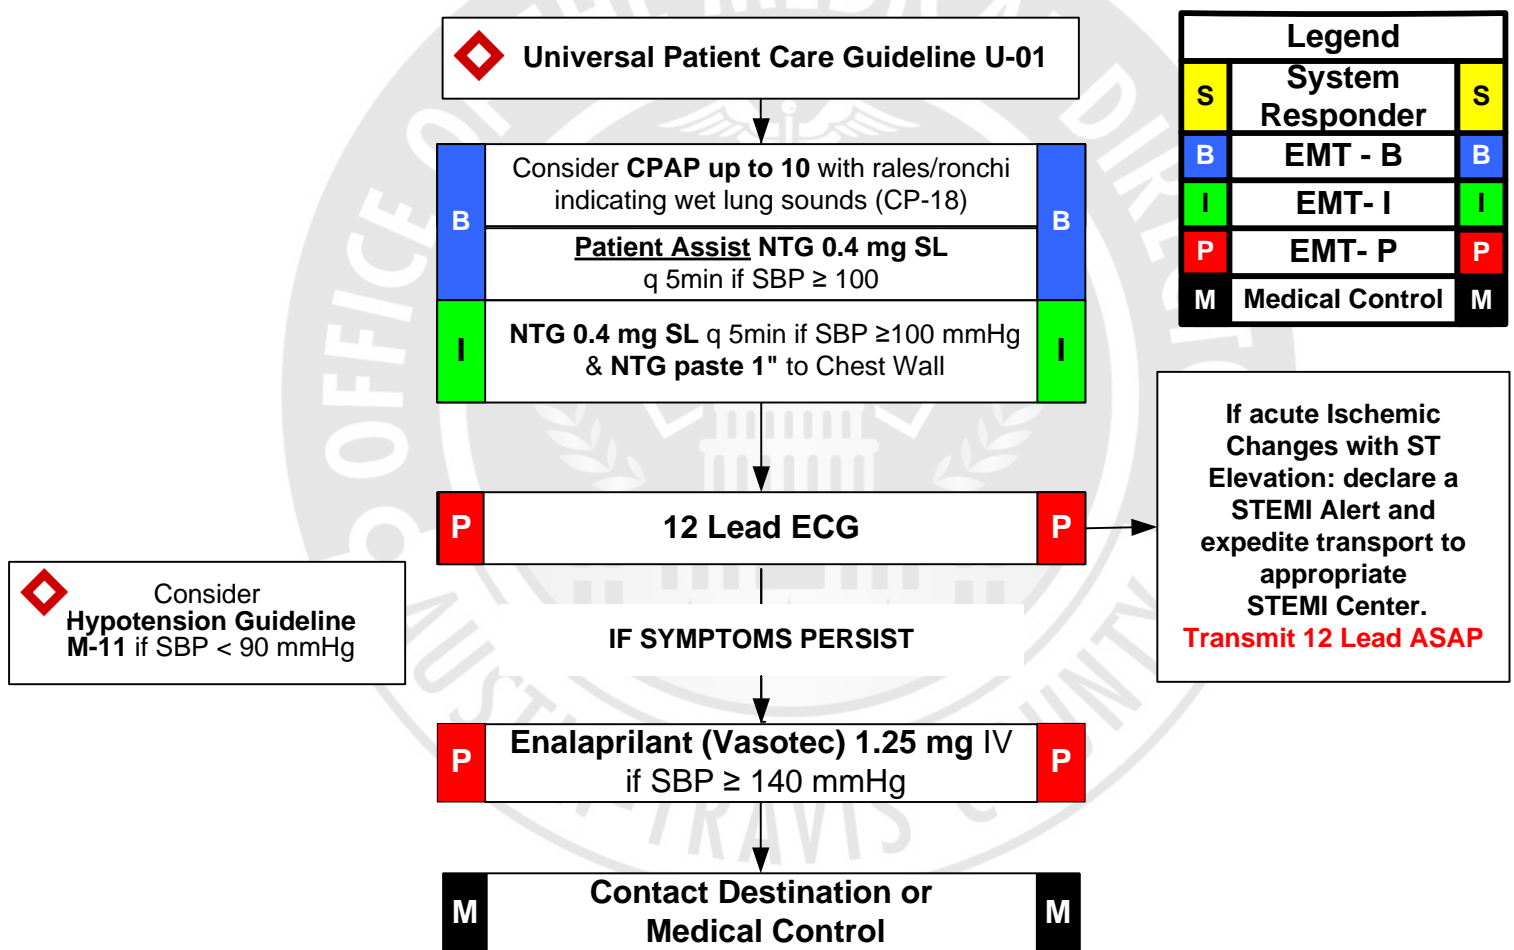 Universal Patient Care Guideline U-01
Legend
S System S
Responder
B EMT - B B
I EMT- I I
P EMT- P P
M Medical Control M
B B
Consider CPAP up to 10 with rales/ronchi
indicating wet lung sounds (CP-18)
Patient Assist NTG 0.4 mg SL
q 5min if SBP ≥ 100
I I
NTG 0.4 mg SL q 5min if SBP ≥100 mmHg
& NTG paste 1" to Chest Wall
P 12 Lead ECG P
If acute Ischemic
Changes with ST
Elevation: declare a
STEMI Alert and
expedite transport to
appropriate
STEMI Center.
Transmit 12 Lead ASAP
Consider
Hypotension Guideline
M-11 if SBP < 90 mmHg
IF SYMPTOMS PERSIST
P P
Enalaprilant (Vasotec) 1.25 mg IV
if SBP ≥ 140 mmHg
M M
Contact Destination or
Medical Control